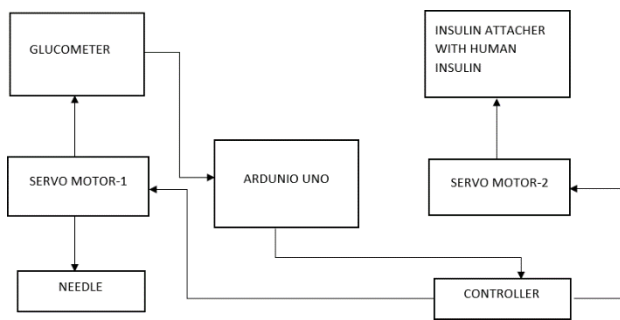 GLUCOMETER
INSULIN ATTACHER
WITH HUMAN
INSULIN
SERVO MOTOR-1
ARDUNIO UNO
SERVO MOTOR-2
NEEDLE
CONTROLLER